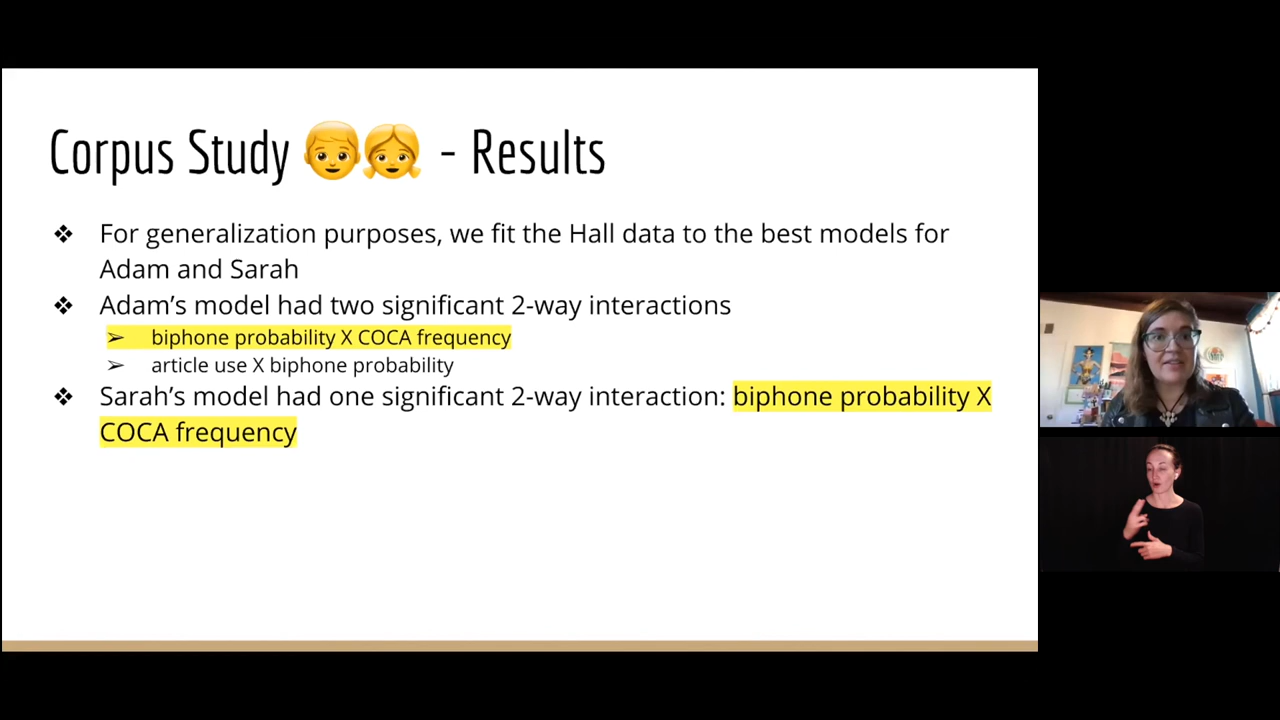 Corpus Study 👦👧 - Results
❖ For generalization purposes, we fit the Hall data to the best models for
Adam and Sarah
❖ Adam’s model had two significant 2-way interactions
➢ biphone probability X COCA frequency
➢ article use X biphone probability
❖ Sarah’s model had one significant 2-way interaction: biphone probability X
COCA frequency